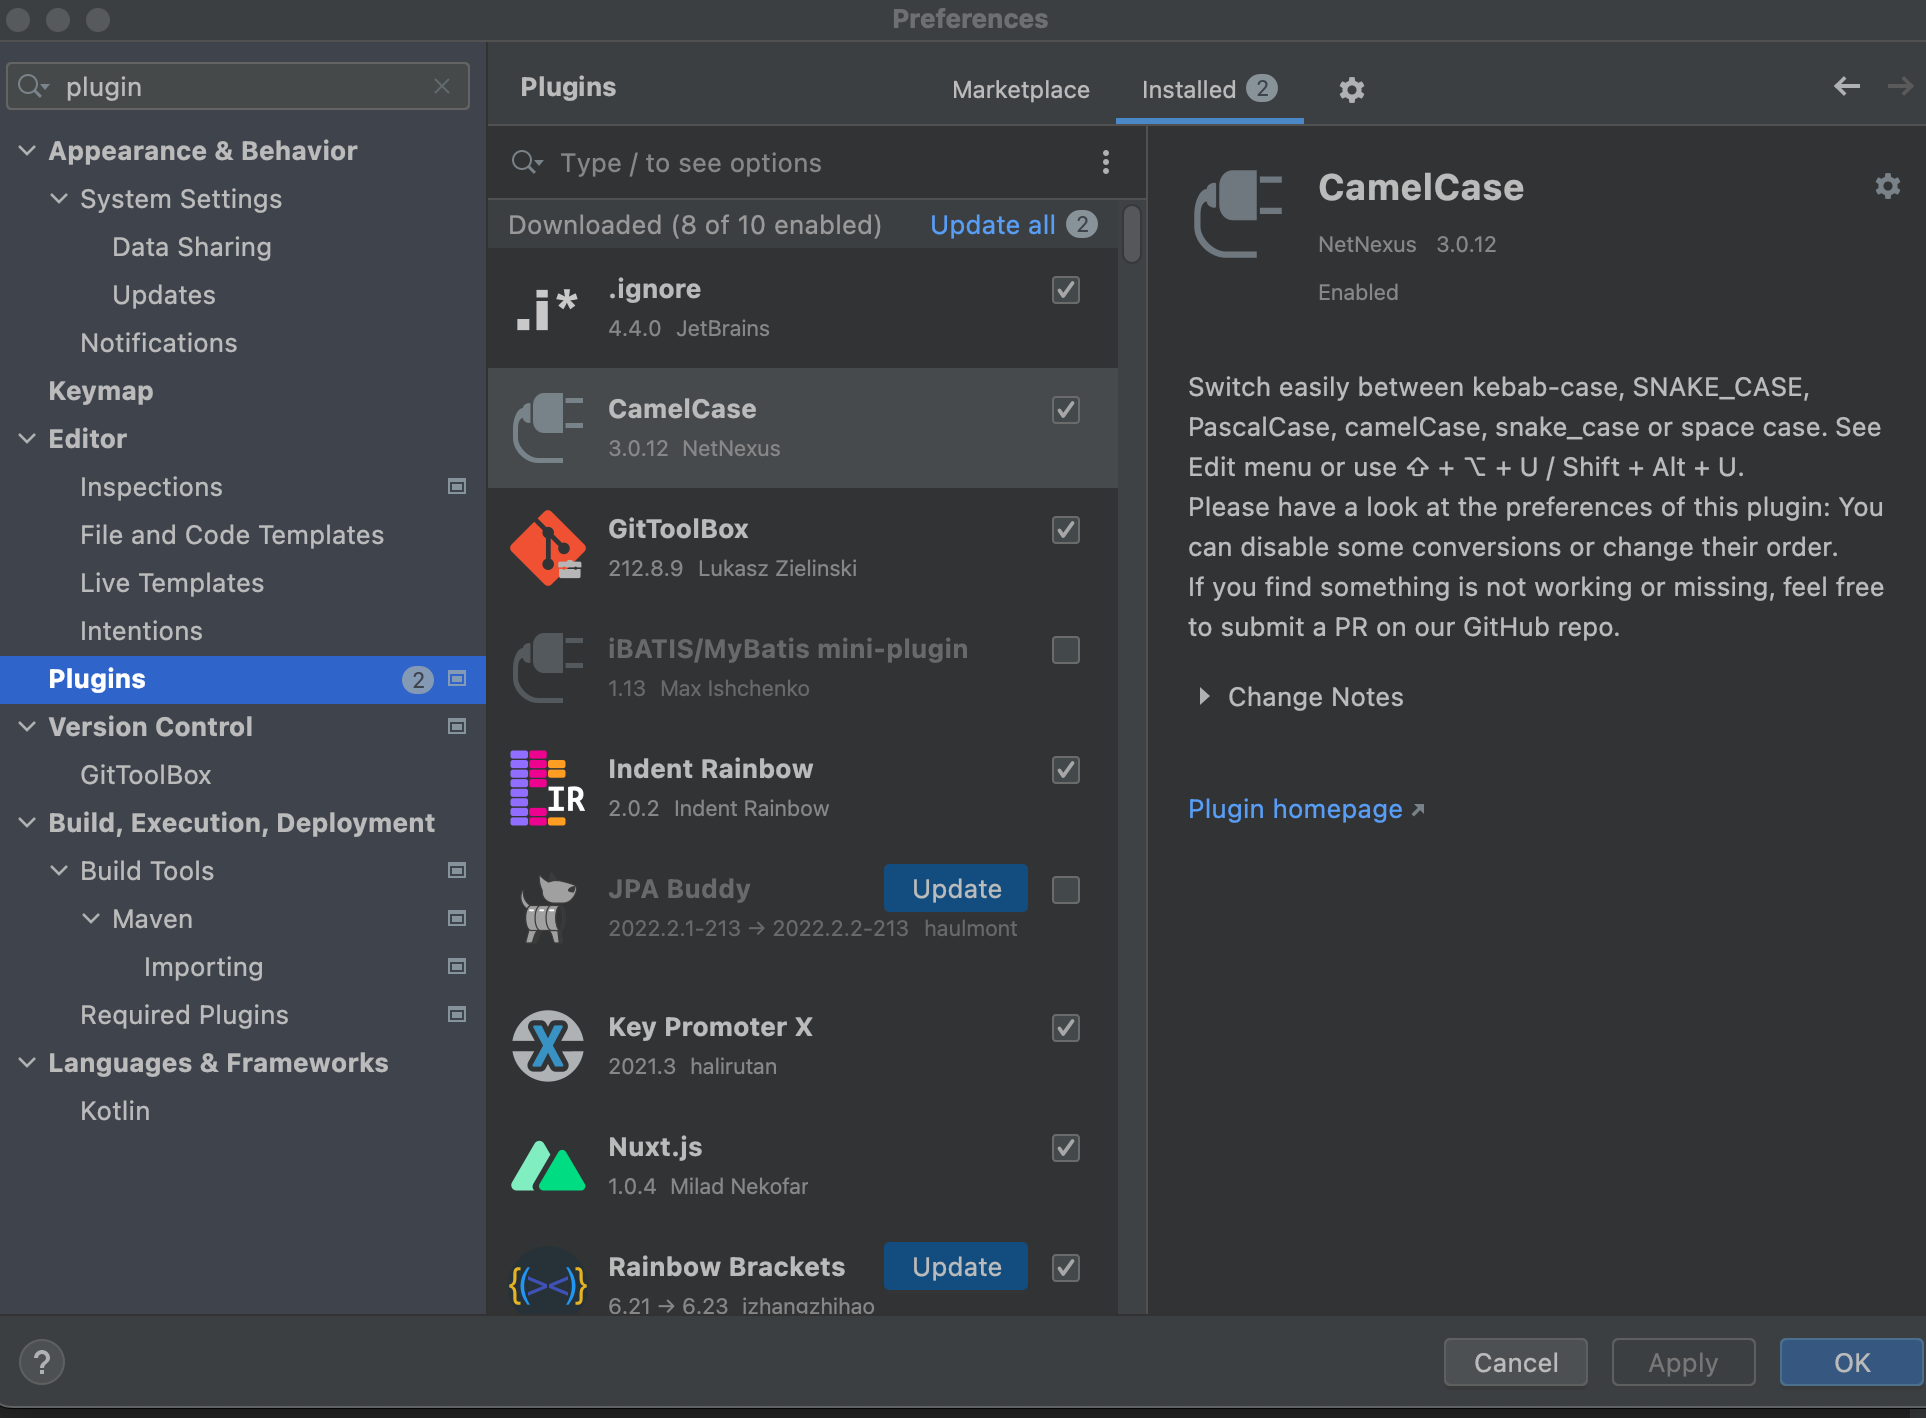 Preferences
plugin
Appearance & Behavior
System Settings
Data Sharing
Updates
Notifications
Keymap
Editor
Inspections
File and Code Templates
Live Templates
Intentions
Plugins 2
Version Control
GitToolBox
Build, Execution, Deployment
Build Tools
Maven
Importing
Required Plugins
Languages & Frameworks
Kotlin
Plugins Marketplace Installed 2
Type / to see options
Downloaded (8 of 10 enabled) Update all 2
.i*
.ignore
4.4.0 JetBrains
CamelCase
3.0.12 NetNexus
GitToolBox
212.8.9 Lukasz Zielinski
iBATIS/MyBatis mini-plugin
1.13 Max Ishchenko
IR
Indent Rainbow
2.0.2 Indent Rainbow
JPA Buddy Update
2022.2.1-213 → 2022.2.2-213 haulmont
X
Key Promoter X
2021.3 halirutan
Nuxt.js
1.0.4 Milad Nekofar
{(><)}
Rainbow Brackets Update
6.21 → 6.23 izhangzhihao
CamelCase
NetNexus 3.0.12
Enabled
Switch easily between kebab-case, SNAKE_CASE,
PascalCase, camelCase, snake_case or space case. See
Edit menu or use ⇧ + ⌥ + U / Shift + Alt + U.
Please have a look at the preferences of this plugin: You
can disable some conversions or change their order.
If you find something is not working or missing, feel free
to submit a PR on our GitHub repo.
Change Notes
Plugin homepage ↗
? Cancel Apply OK